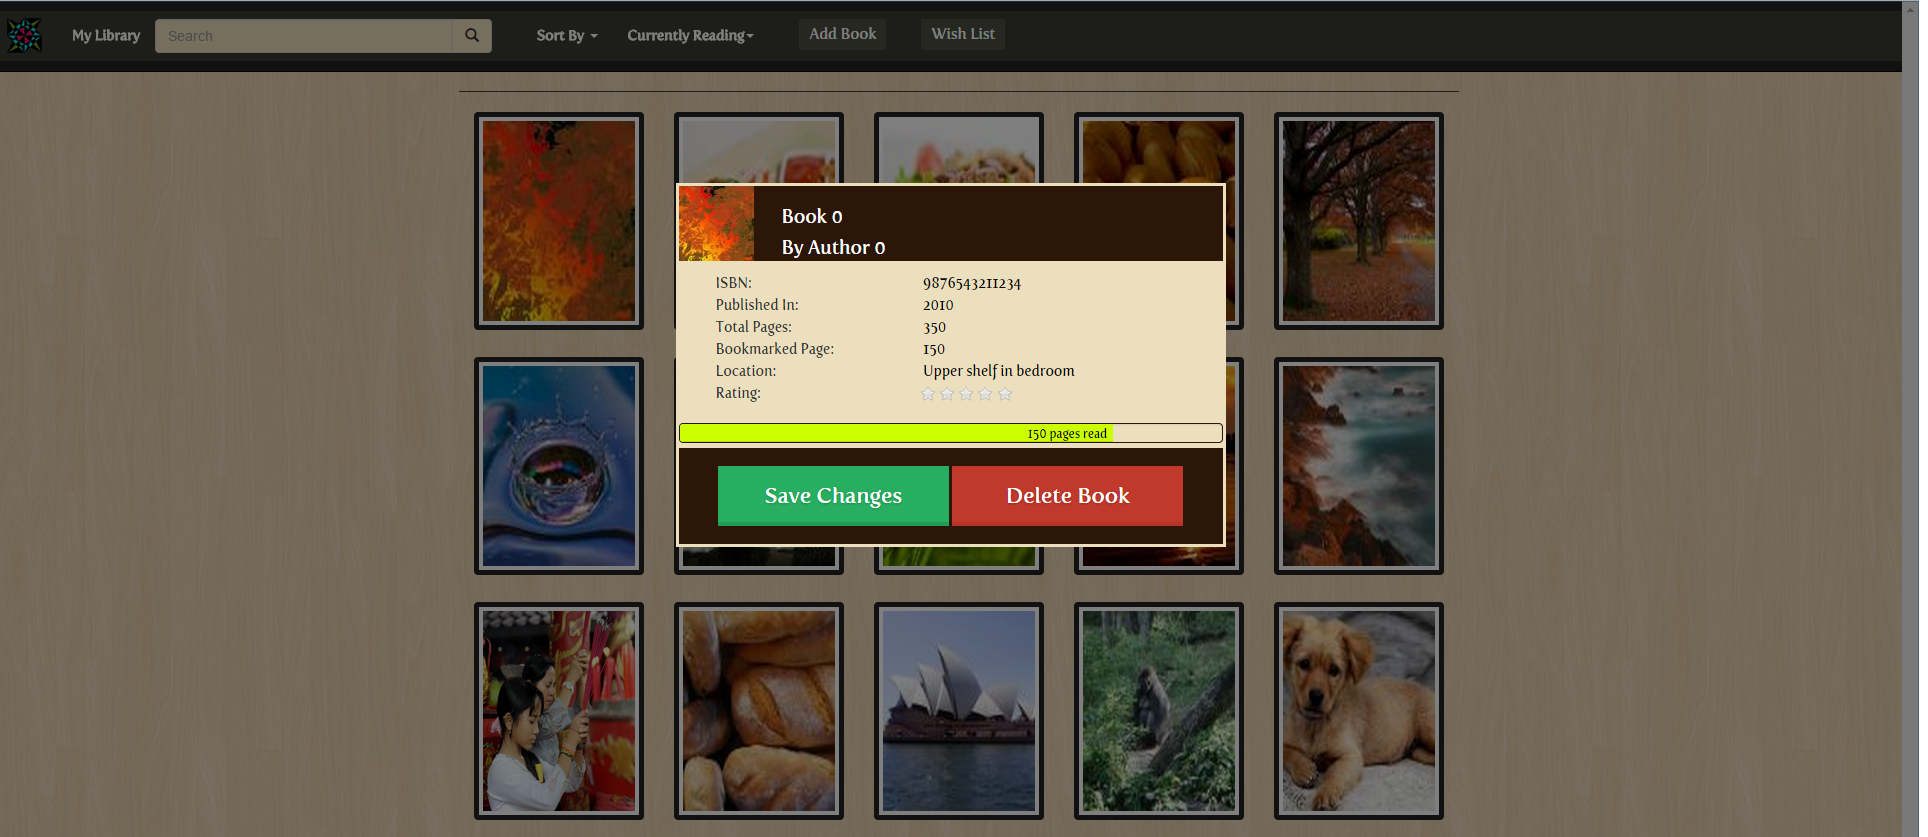 My Library
Search
Sort By
Currently Reading
Add Book
Wish List
Book 0
By Author 0
ISBN: 9876543211234
Published In: 2010
Total Pages: 350
Bookmarked Page: 150
Location: Upper shelf in bedroom
Rating:
150 pages read
Save Changes
Delete Book